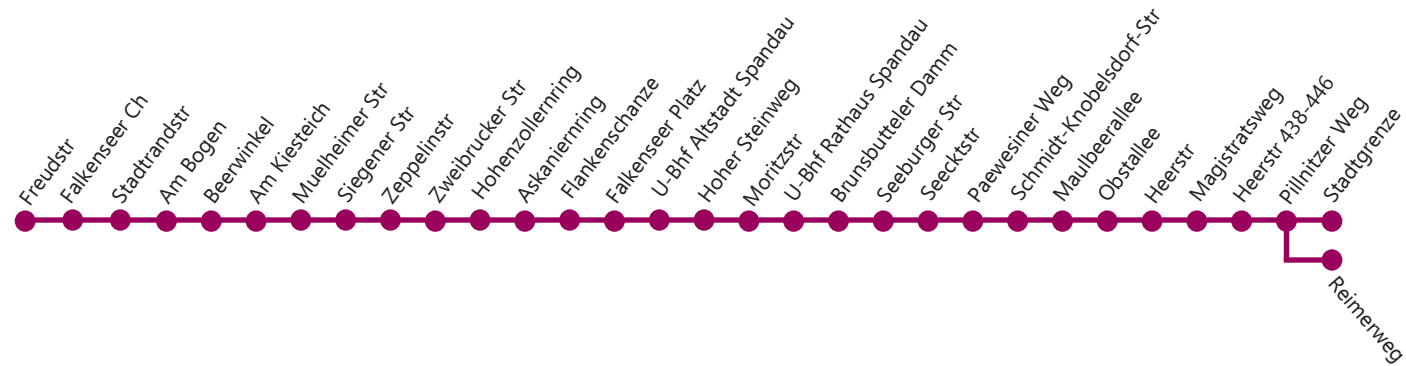 Freudstr
Falkenseer Ch
Stadtrandstr
Am Bogen
Beerwinkel
Am Kiesteich
Muelheimer Str
Siegener Str
Zeppelinstr
Zweibrucker Str
Hohenzollernring
Askaniernring
Flankenschanze
Falkenseer Platz
U-Bhf Altstadt Spandau
Hoher Steinweg
Moritzstr
U-Bhf Rathaus Spandau
Brunsbutteler Damm
Seeburger Str
Seecktstr
Paewesiner Weg
Schmidt-Knobelsdorf-Str
Maulbeerallee
Obstallee
Heerstr
Magistratsweg
Heerstr 438-446
Pillnitzer Weg
Stadtgrenze
Reimerweg